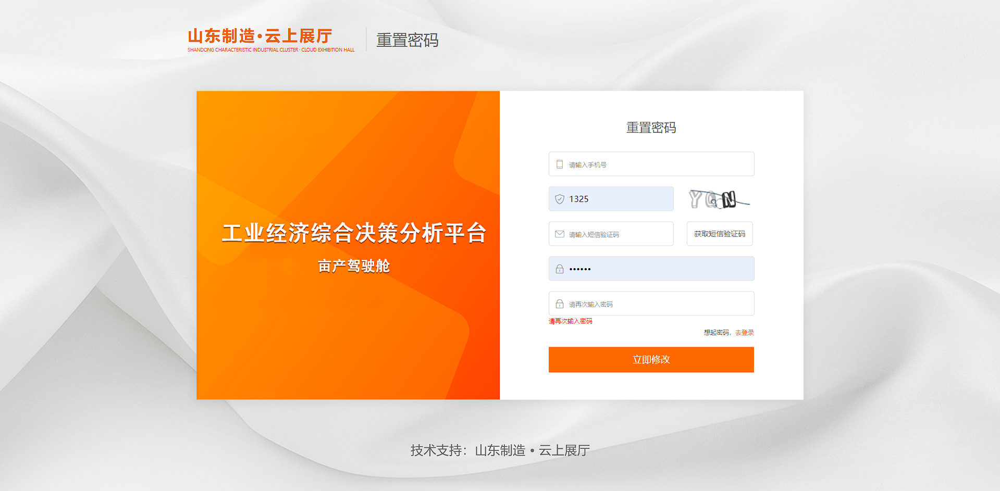 山东制造·云上展厅
SHANDONG CHARACTERISTIC INDUSTRIAL CLUSTER · CLOUD EXHIBITION HALL
重置密码
工业经济综合决策分析平台
亩产驾驶舱
重置密码
请输入手机号
1325
请输入短信验证码
获取短信验证码
••••••
请再次输入密码
请再次输入密码
想起密码，去登录
立即修改
技术支持：山东制造 • 云上展厅